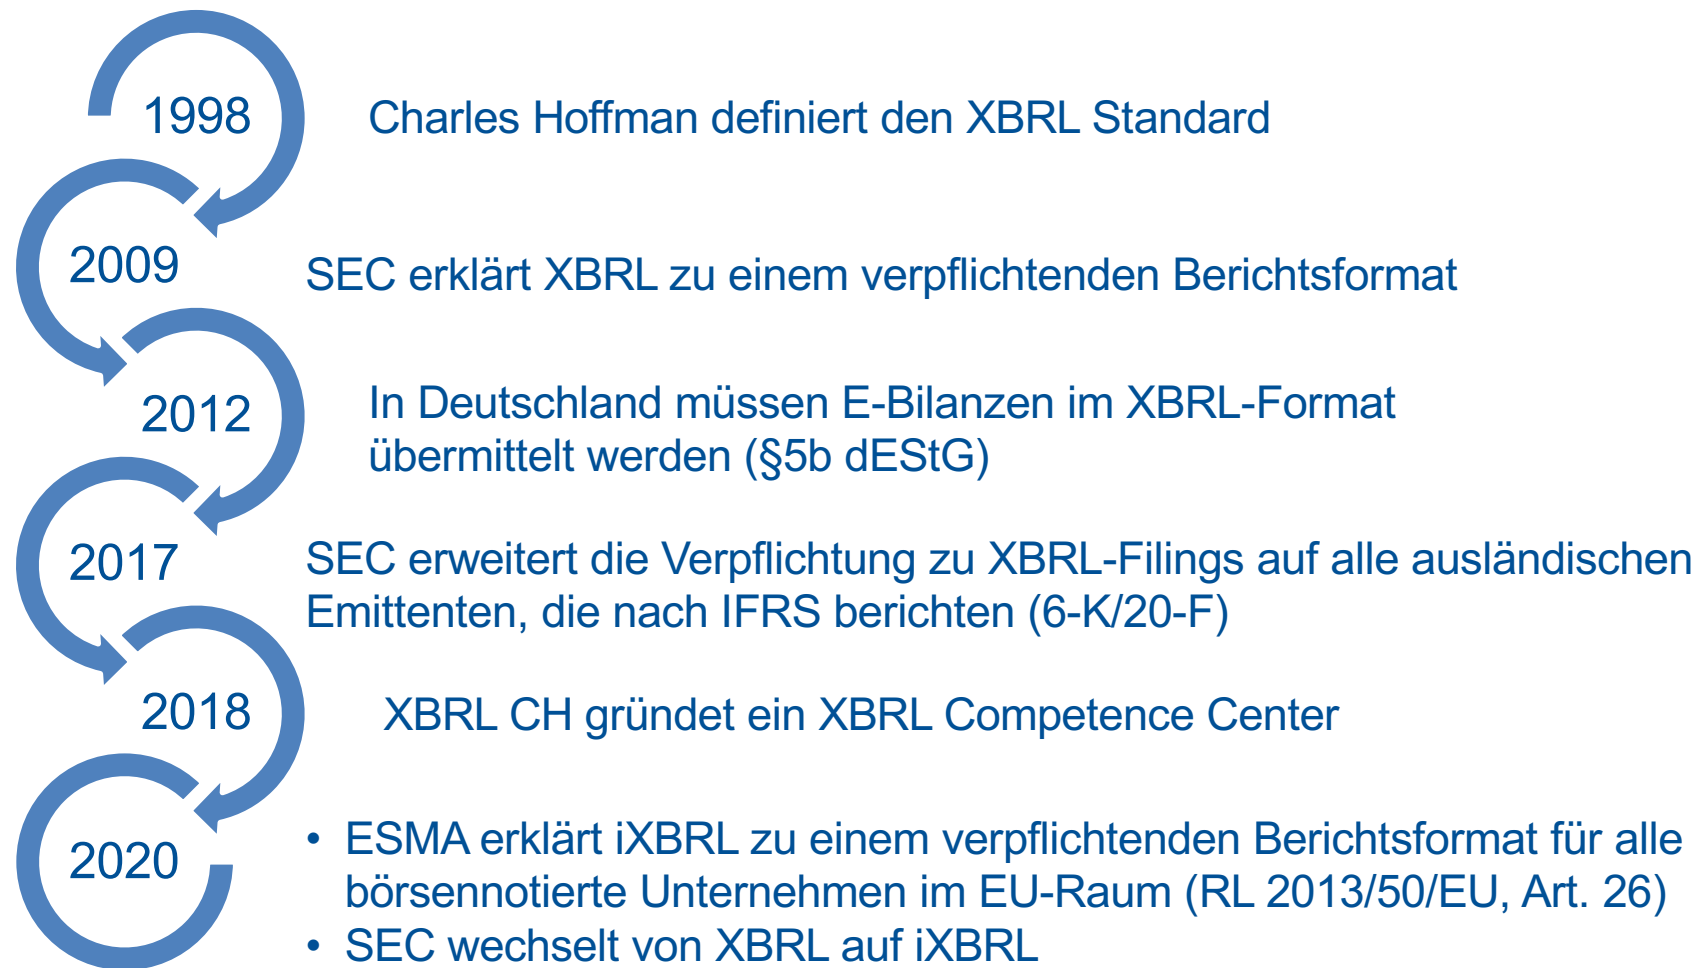 1998
Charles Hoffman definiert den XBRL Standard
2009
SEC erklärt XBRL zu einem verpflichtenden Berichtsformat
2012
In Deutschland müssen E-Bilanzen im XBRL-Format
übermittelt werden (§5b dEStG)
2017
SEC erweitert die Verpflichtung zu XBRL-Filings auf alle ausländischen
Emittenten, die nach IFRS berichten (6-K/20-F)
2018
XBRL CH gründet ein XBRL Competence Center
2020
• ESMA erklärt iXBRL zu einem verpflichtenden Berichtsformat für alle
börsennotierte Unternehmen im EU-Raum (RL 2013/50/EU, Art. 26)
• SEC wechselt von XBRL auf iXBRL